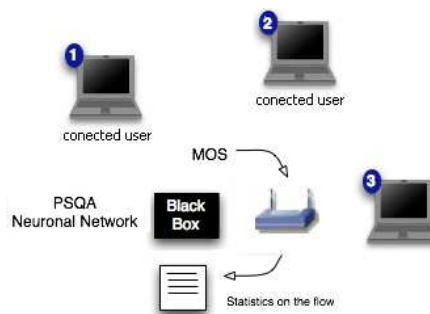 1
2
conected user
conected user
MOS
3
PSQA
Neuronal Network
Black
Box
Statistics on the flow